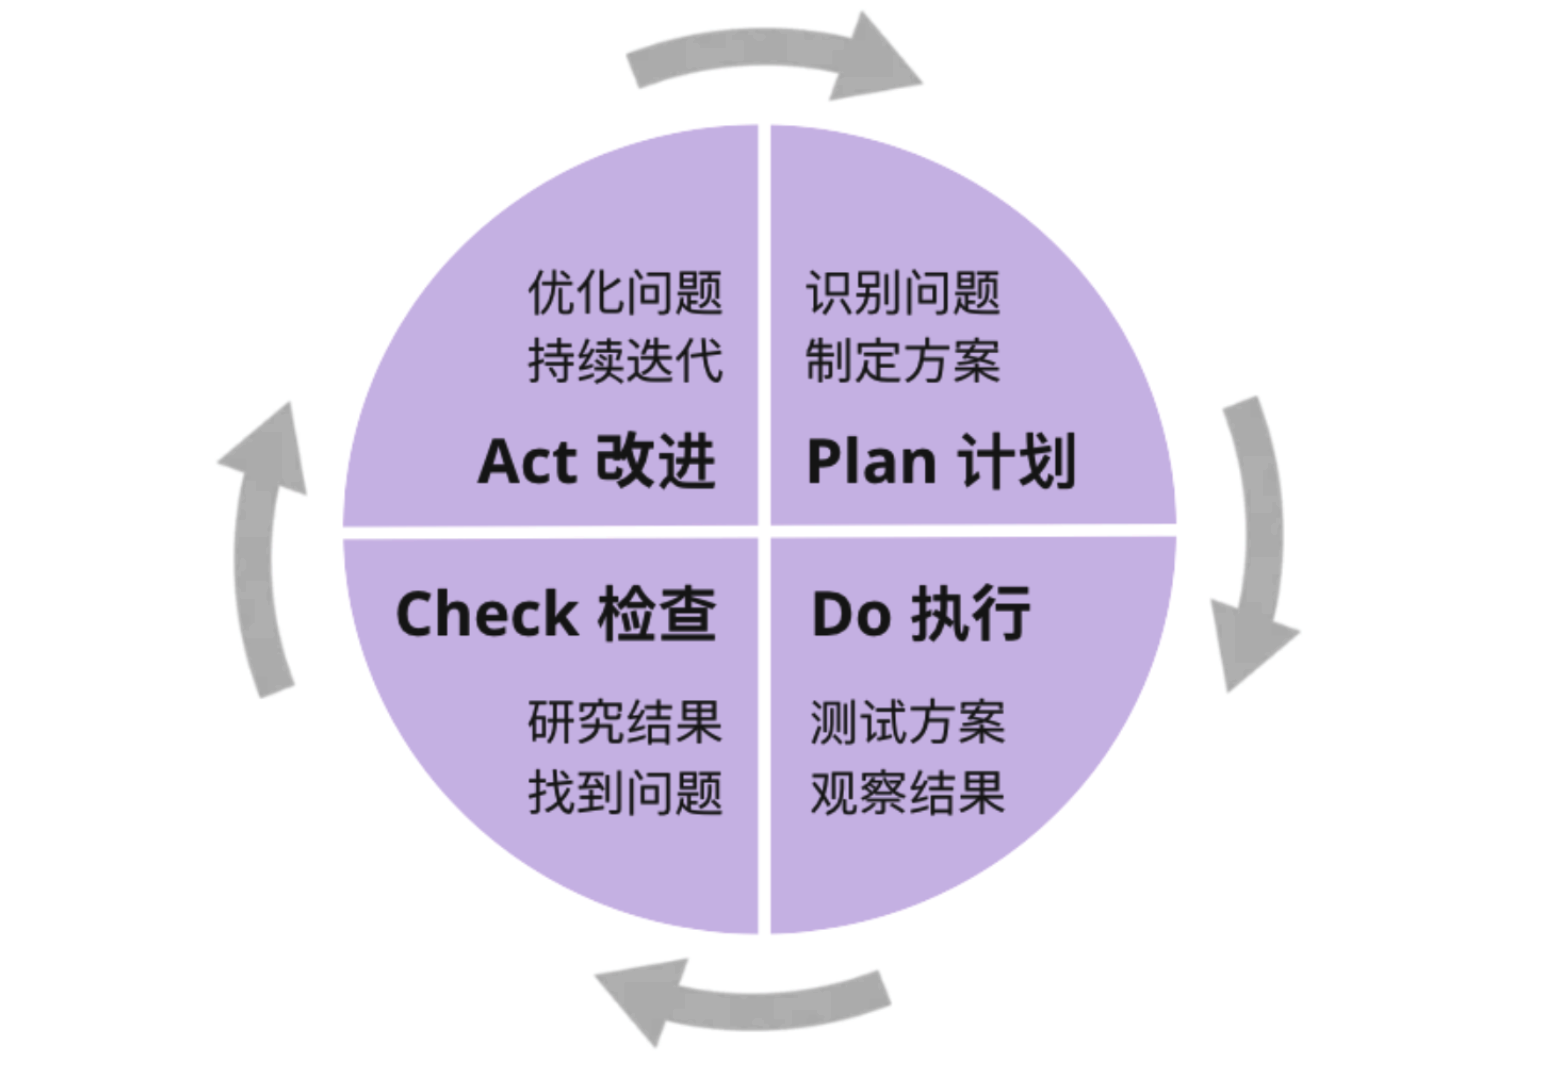 优化问题
持续迭代
Act 改进
识别问题
制定方案
Plan 计划
Check 检查
研究结果
找到问题
Do 执行
测试方案
观察结果